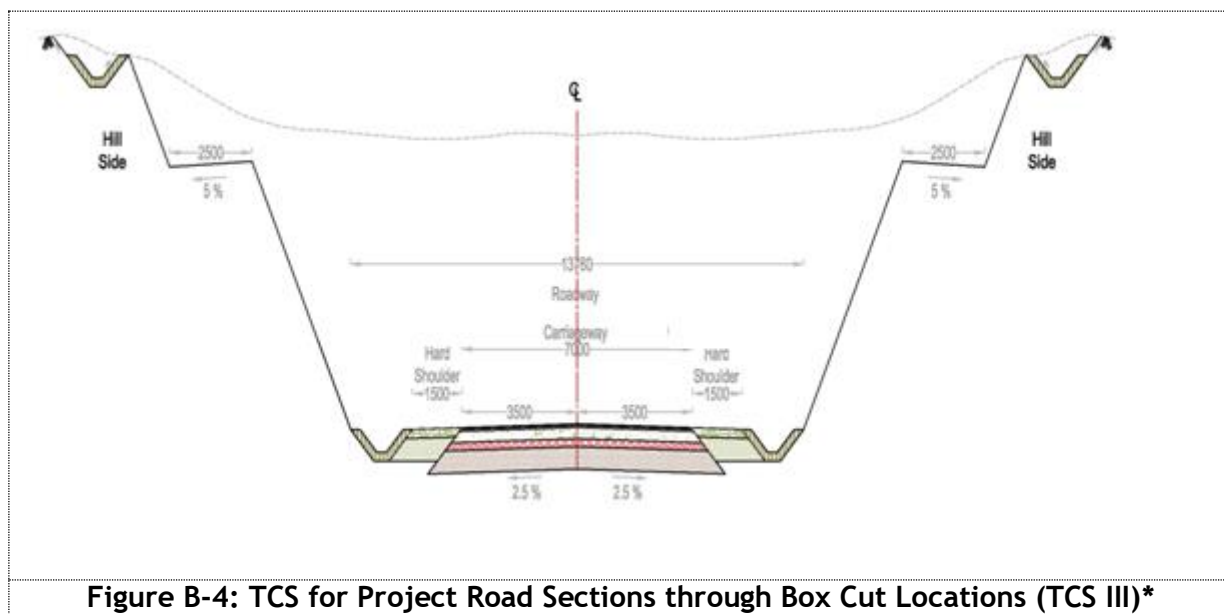 ℄
Hill
Side
Hill
Side
2500
2500
5 %
5 %
Roadway
Carriageway
7000
Hard
Shoulder
1500
Hard
Shoulder
1500
3500
3500
2.5 %
2.5 %
Figure B-4: TCS for Project Road Sections through Box Cut Locations (TCS III)*